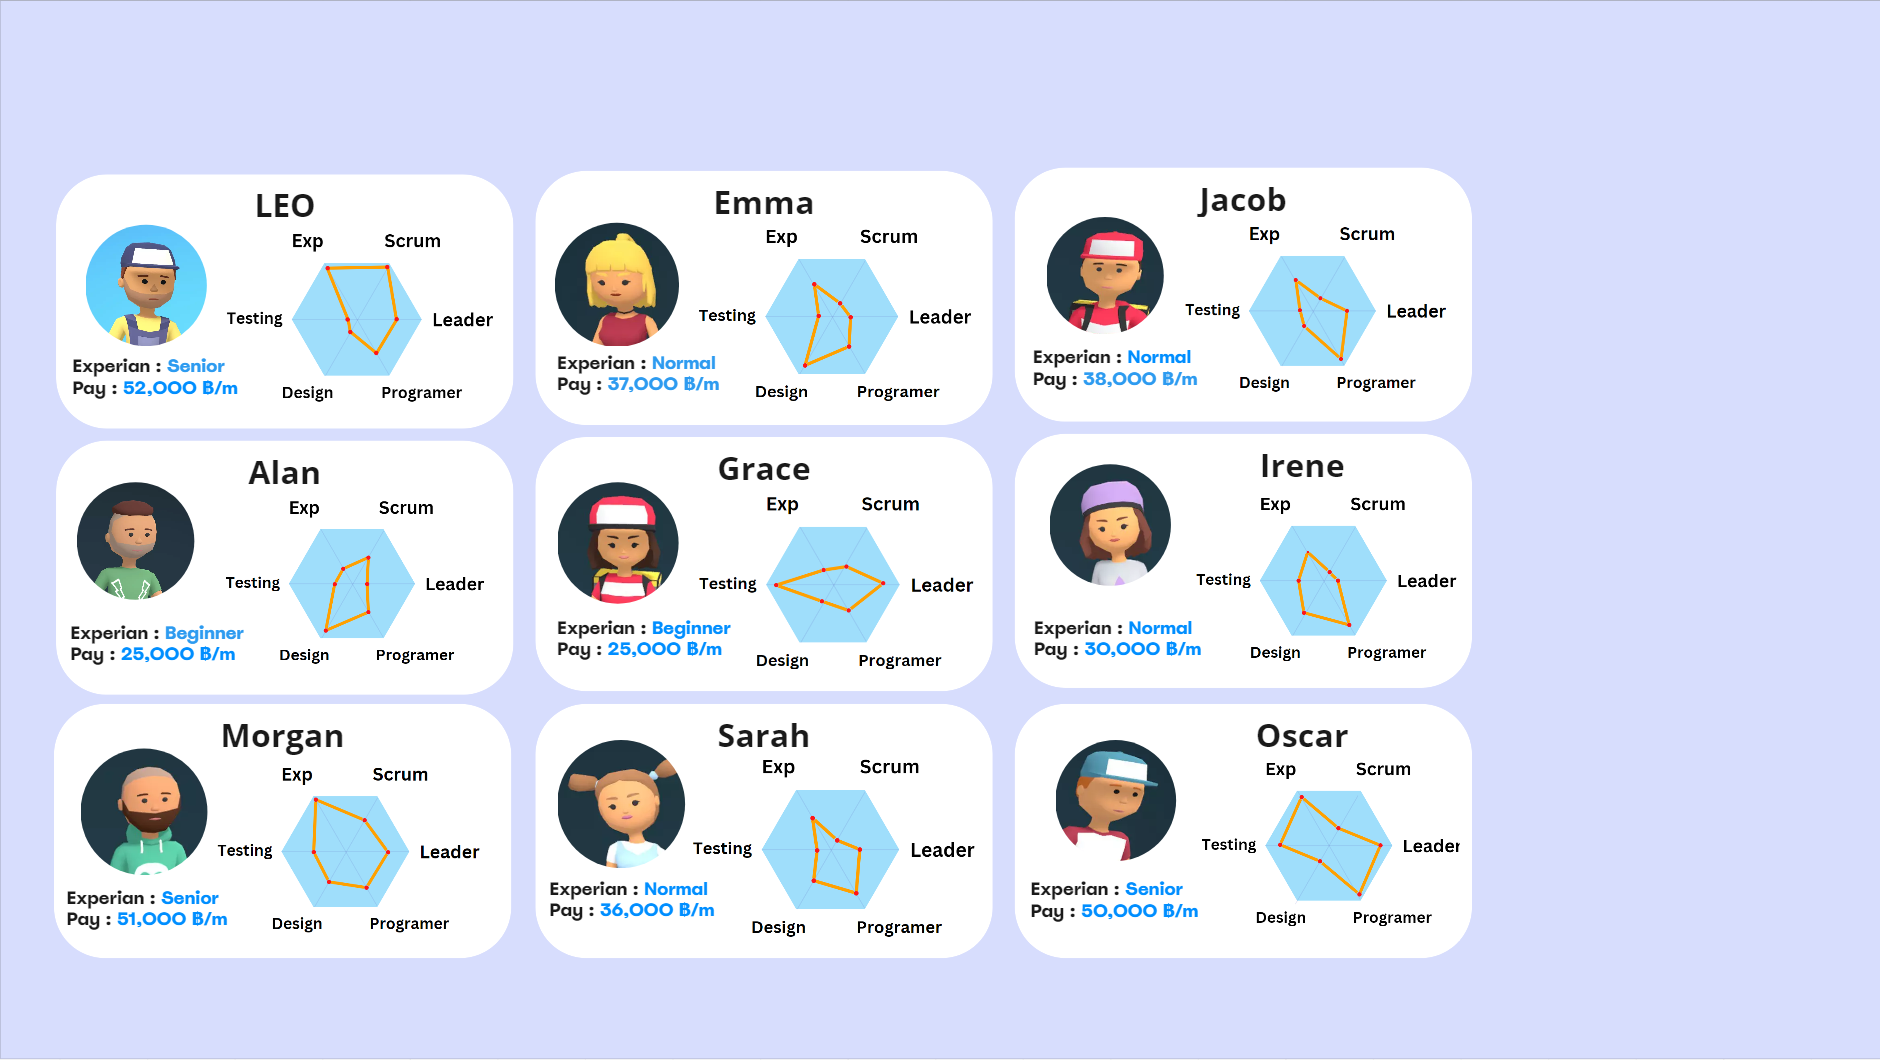 LEO
Exp Scrum
Testing Leader
Experian : Senior
Pay : 52,000 ฿/m
Design Programer
Emma
Exp Scrum
Testing Leader
Experian : Normal
Pay : 37,000 ฿/m
Design Programer
Jacob
Exp Scrum
Testing Leader
Experian : Normal
Pay : 38,000 ฿/m
Design Programer
Alan
Exp Scrum
Testing Leader
Experian : Beginner
Pay : 25,000 ฿/m
Design Programer
Grace
Exp Scrum
Testing Leader
Experian : Beginner
Pay : 25,000 ฿/m
Design Programer
Irene
Exp Scrum
Testing Leader
Experian : Normal
Pay : 30,000 ฿/m
Design Programer
Morgan
Exp Scrum
Testing Leader
Experian : Senior
Pay : 51,000 ฿/m
Design Programer
Sarah
Exp Scrum
Testing Leader
Experian : Normal
Pay : 36,000 ฿/m
Design Programer
Oscar
Exp Scrum
Testing Leader
Experian : Senior
Pay : 50,000 ฿/m
Design Programer